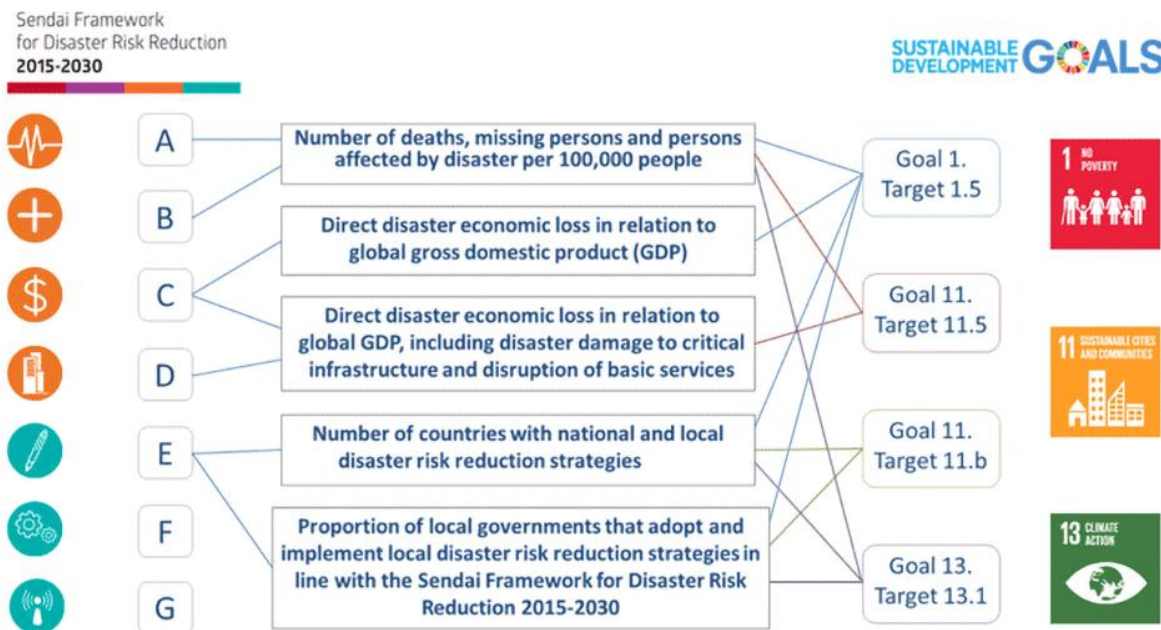 Sendai Framework
for Disaster Risk Reduction
2015-2030
SUSTAINABLE
DEVELOPMENT
GOALS
A
B
C
D
E
F
G
$
Number of deaths, missing persons and persons
affected by disaster per 100,000 people
Direct disaster economic loss in relation to
global gross domestic product (GDP)
Direct disaster economic loss in relation to
global GDP, including disaster damage to critical
infrastructure and disruption of basic services
Number of countries with national and local
disaster risk reduction strategies
Proportion of local governments that adopt and
implement local disaster risk reduction strategies in
line with the Sendai Framework for Disaster Risk
Reduction 2015-2030
Goal 1.
Target 1.5
Goal 11.
Target 11.5
Goal 11.
Target 11.b
Goal 13.
Target 13.1
1 NO
POVERTY
11 SUSTAINABLE CITIES
AND COMMUNITIES
13 CLIMATE
ACTION